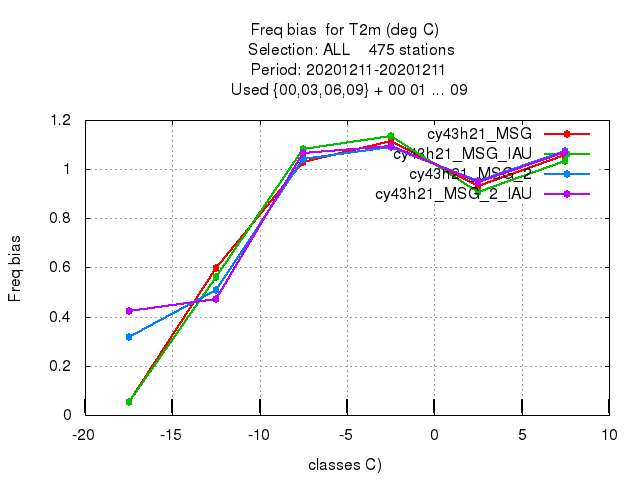 Freq bias  for T2m (deg C)
Selection: ALL    475 stations
Period: 20201211-20201211
Used {00,03,06,09} + 00 01 ... 09
1.2
1
0.8
0.6
0.4
0.2
0
Freq bias
cy43h21_MSG
cy43h21_MSG_IAU
cy43h21_MSG_2
cy43h21_MSG_2_IAU
-20 -15 -10 -5 0 5 10
classes C)